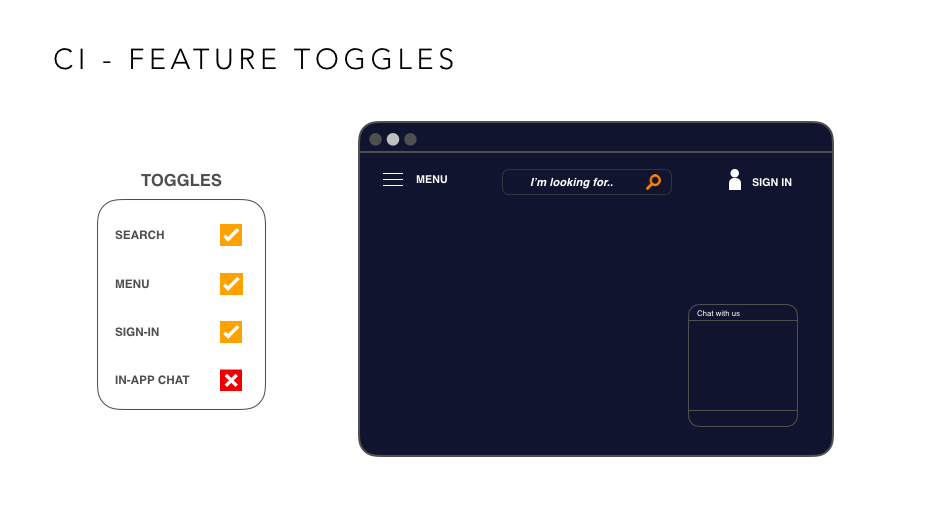 CI - FEATURE TOGGLES
TOGGLES
SEARCH
MENU
SIGN-IN
IN-APP CHAT
MENU
I'm looking for..
SIGN IN
Chat with us